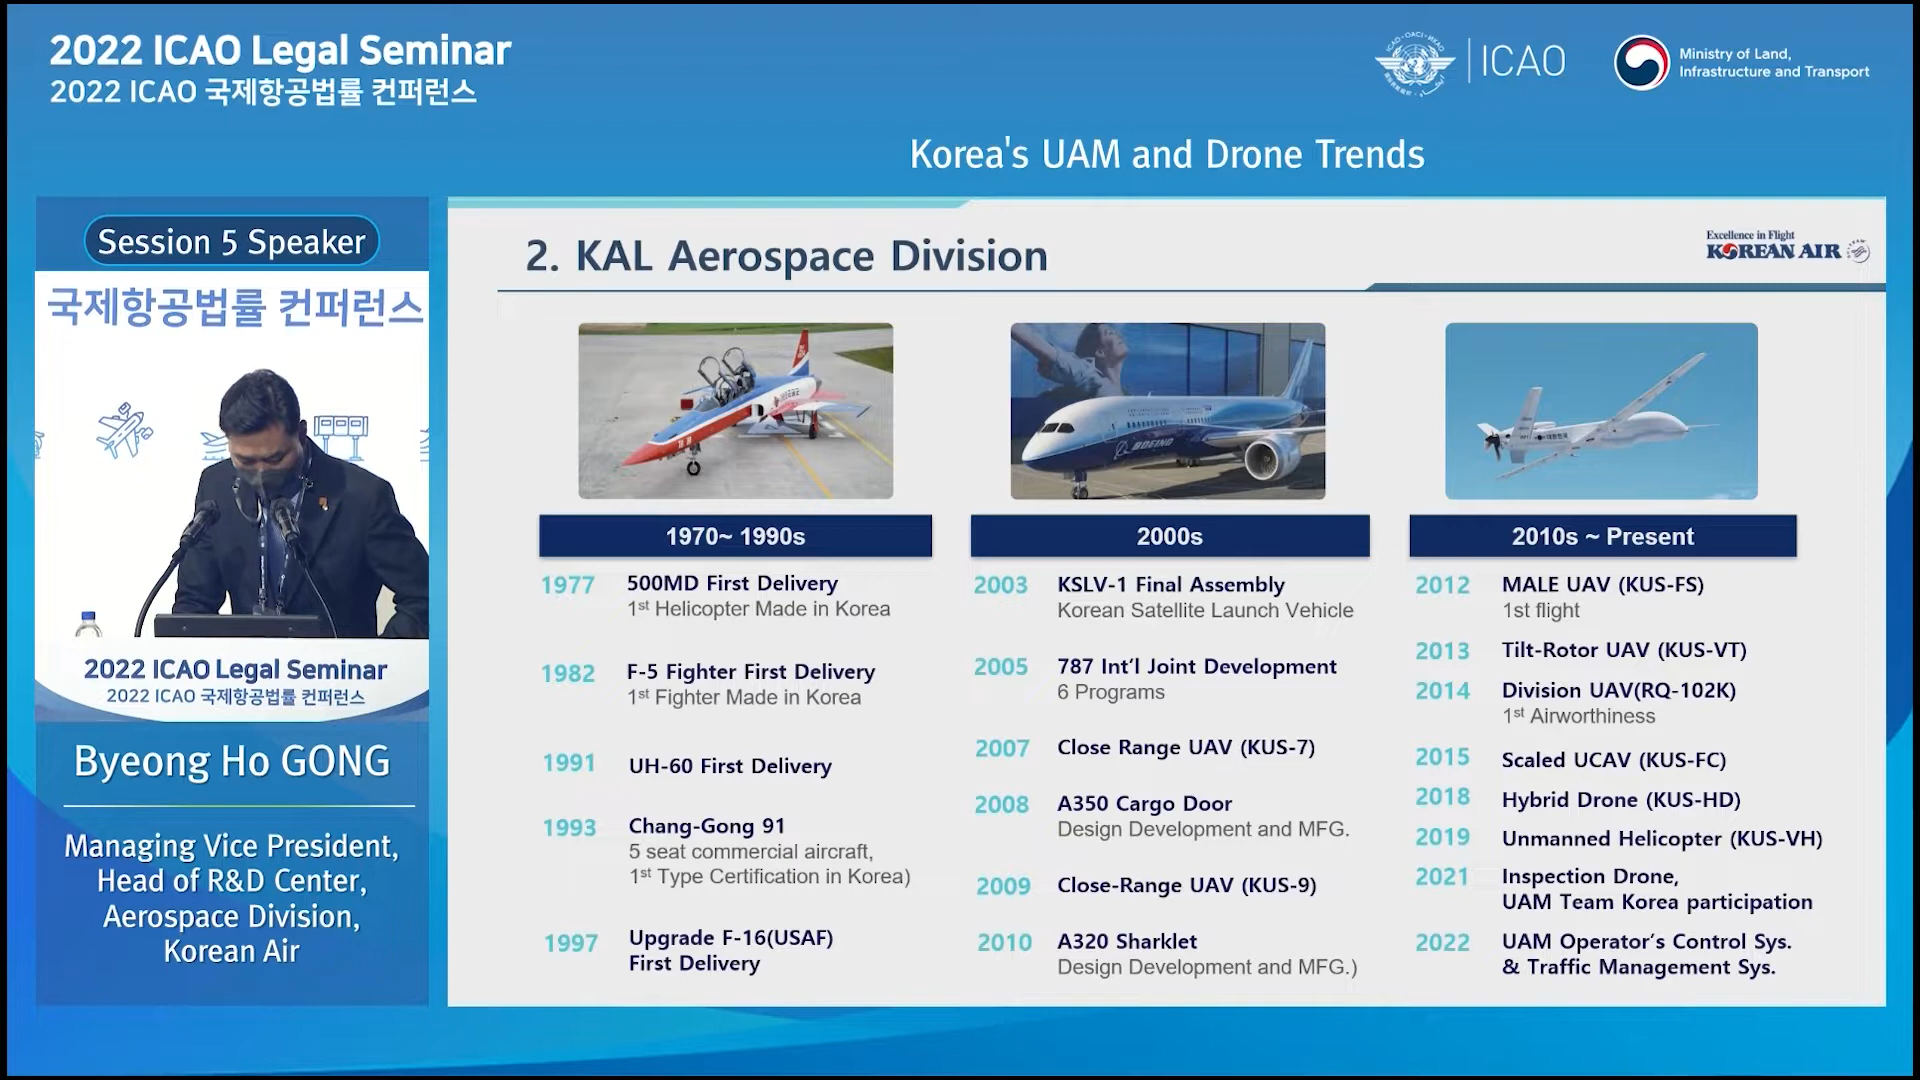 2022 ICAO Legal Seminar
2022 ICAO 국제항공법률 컨퍼런스
ICAO
Ministry of Land,
Infrastructure and Transport
Korea's UAM and Drone Trends
Session 5 Speaker
국제항공법률 컨퍼런스
2022 ICAO Legal Seminar
2022 ICAO 국제항공법률 컨퍼런스
Byeong Ho GONG
Managing Vice President,
Head of R&D Center,
Aerospace Division,
Korean Air
2. KAL Aerospace Division
Excellence in Flight
KOREAN AIR
BOEING
대한민국
1970~ 1990s
1977 500MD First Delivery
1st Helicopter Made in Korea
1982 F-5 Fighter First Delivery
1st Fighter Made in Korea
1991 UH-60 First Delivery
1993 Chang-Gong 91
5 seat commercial aircraft,
1st Type Certification in Korea)
1997 Upgrade F-16(USAF)
First Delivery
2000s
2003 KSLV-1 Final Assembly
Korean Satellite Launch Vehicle
2005 787 Int'l Joint Development
6 Programs
2007 Close Range UAV (KUS-7)
2008 A350 Cargo Door
Design Development and MFG.
2009 Close-Range UAV (KUS-9)
2010 A320 Sharklet
Design Development and MFG.)
2010s ~ Present
2012 MALE UAV (KUS-FS)
1st flight
2013 Tilt-Rotor UAV (KUS-VT)
2014 Division UAV(RQ-102K)
1st Airworthiness
2015 Scaled UCAV (KUS-FC)
2018 Hybrid Drone (KUS-HD)
2019 Unmanned Helicopter (KUS-VH)
2021 Inspection Drone,
UAM Team Korea participation
2022 UAM Operator's Control Sys.
& Traffic Management Sys.